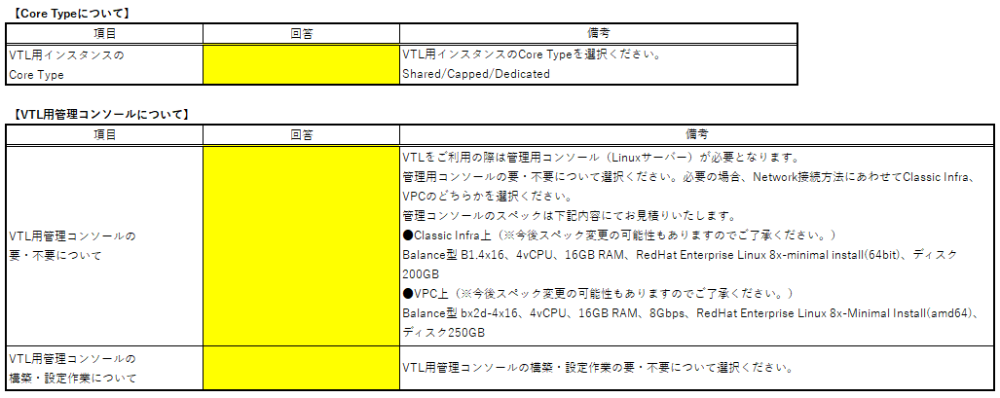 【Core Typeについて】
項目 回答 備考
VTL用インスタンスの
Core Type
VTL用インスタンスのCore Typeを選択ください。
Shared/Capped/Dedicated
【VTL用管理コンソールについて】
項目 回答 備考
VTL用管理コンソールの
要・不要について
VTLをご利用の際は管理用コンソール（Linuxサーバー）が必要となります。
管理用コンソールの要・不要について選択ください。必要の場合、Network接続方法にあわせてClassic Infra、
VPCのどちらかを選択ください。
管理コンソールのスペックは下記内容にてお見積りいたします。
●Classic Infra上（※今後スペック変更の可能性もありますのでご了承ください。）
Balance型 B1.4x16、4vCPU、16GB RAM、RedHat Enterprise Linux 8x-minimal install(64bit)、ディスク
200GB
●VPC上（※今後スペック変更の可能性もありますのでご了承ください。）
Balance型 bx2d-4x16、4vCPU、16GB RAM、8Gbps、RedHat Enterprise Linux 8x-Minimal Install(amd64)、
ディスク250GB
VTL用管理コンソールの
構築・設定作業について
VTL用管理コンソールの構築・設定作業の要・不要について選択ください。